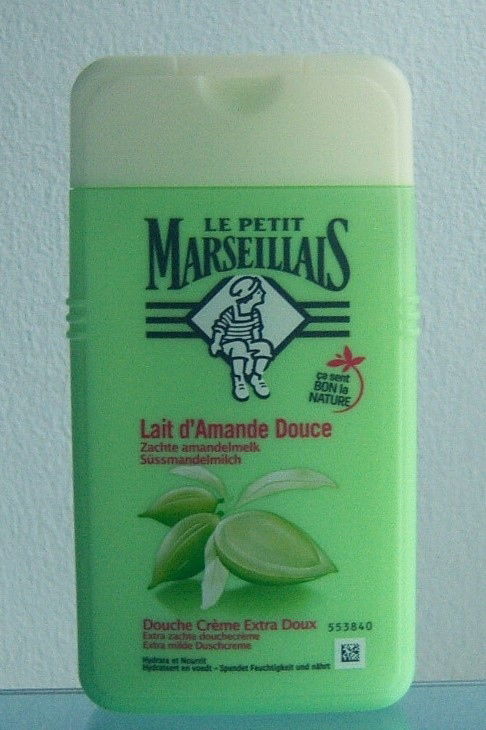 LE PETIT
MARSEILLAIS
ça sent
BON la
NATURE
Lait d'Amande Douce
Zachte amandelmelk
Süssmandelmilch
Douche Crème Extra Doux 553840
Extra zachte douchecrème
Extra milde Duschcreme
Hydrate et Nourrit
Hydrateert en voedt - Spendet Feuchtigkeit und nährt